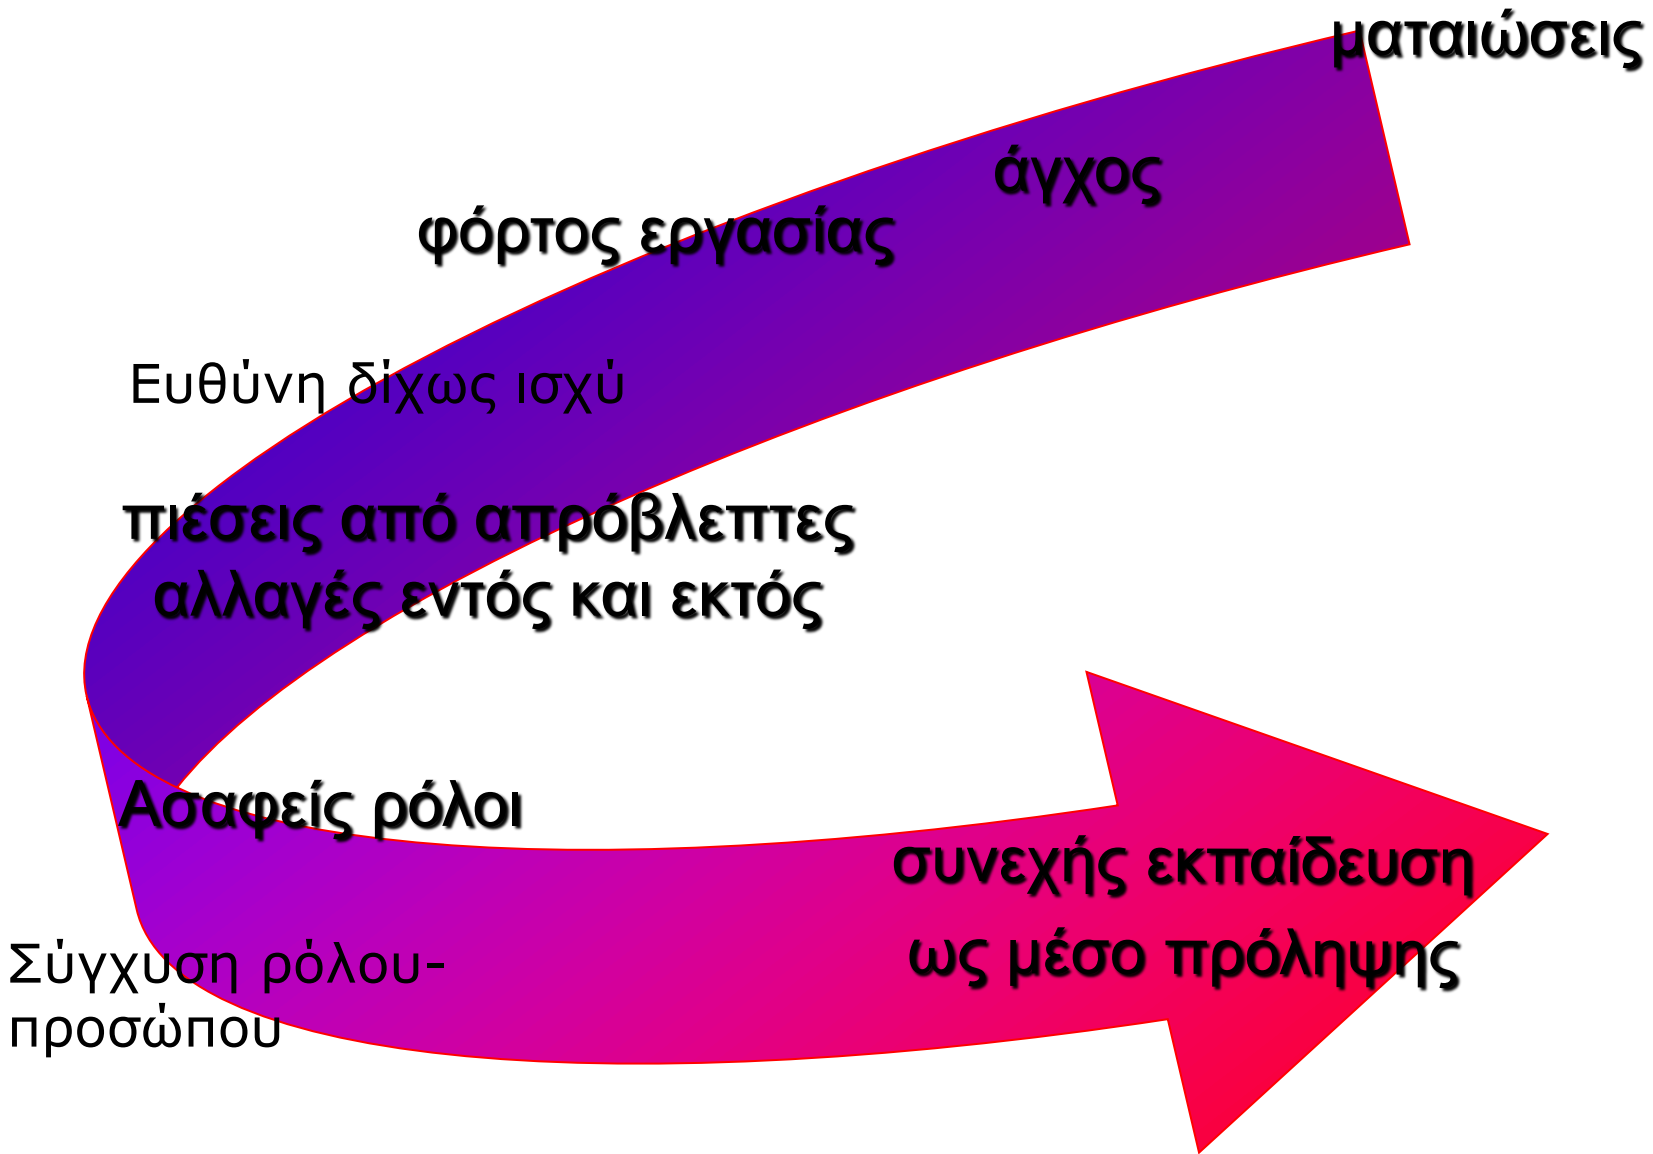 ματαιώσεις
άγχος
φόρτος εργασίας
Ευθύνη δίχως ισχύ
πιέσεις από απρόβλεπτες
αλλαγές εντός και εκτός
Ασαφείς ρόλοι
συνεχής εκπαίδευση
ως μέσο πρόληψης
Σύγχυση ρόλου-
προσώπου